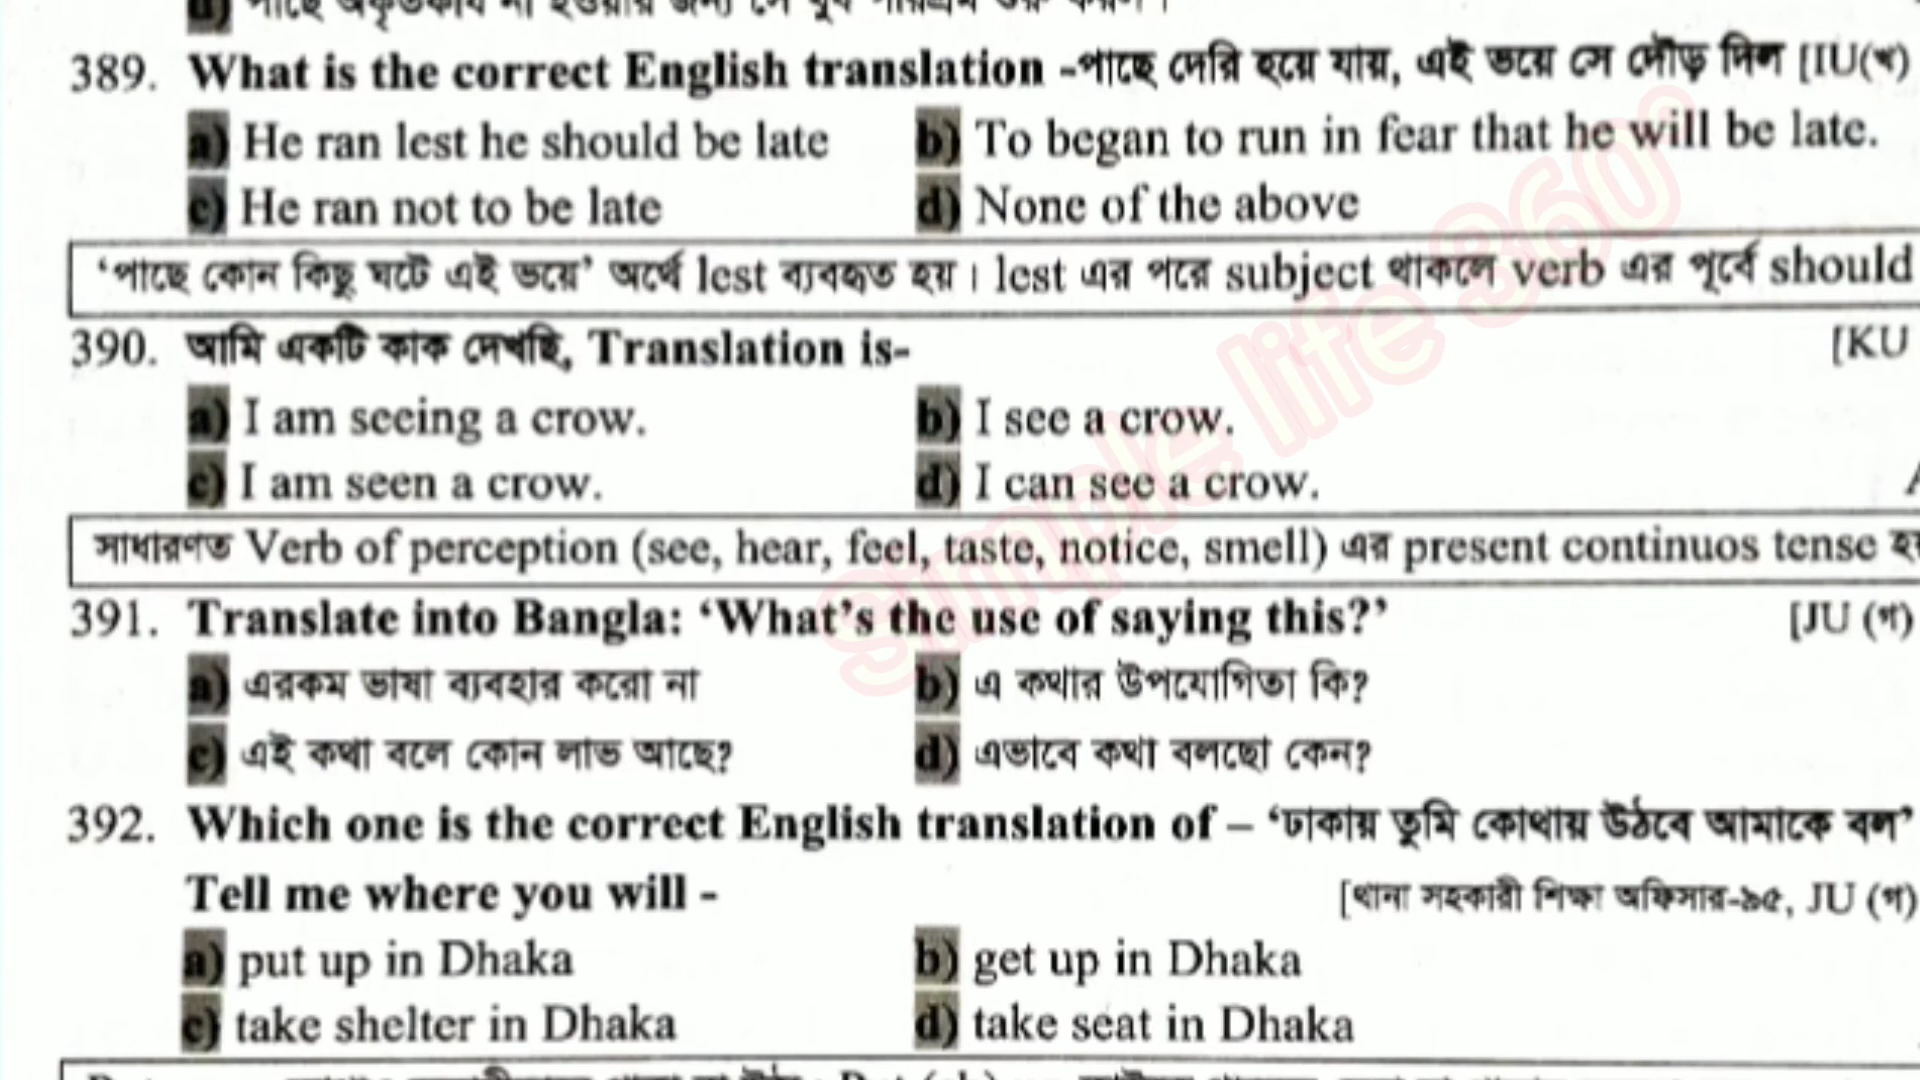 389. What is the correct English translation -পাছে দেরি হয়ে যায়, এই ভয়ে সে দৌড় দিল [IU(খ)
a) He ran lest he should be late b) To began to run in fear that he will be late.
c) He ran not to be late d) None of the above
‘পাছে কোন কিছু ঘটে এই ভয়ে’ অর্থে lest ব্যবহৃত হয়। lest এর পরে subject থাকলে verb এর পূর্বে should
390. আমি একটি কাক দেখছি, Translation is- [KU
a) I am seeing a crow. b) I see a crow.
c) I am seen a crow. d) I can see a crow.
সাধারণত Verb of perception (see, hear, feel, taste, notice, smell) এর present continuos tense
391. Translate into Bangla: ‘What’s the use of saying this?’ [JU (গ)
a) এরকম ভাষা ব্যবহার করো না b) এ কথার উপযোগিতা কি?
c) এই কথা বলে কোন লাভ আছে? d) এভাবে কথা বলছো কেন?
392. Which one is the correct English translation of – ‘ঢাকায় তুমি কোথায় উঠবে আমাকে বল’
Tell me where you will - [থানা সহকারী শিক্ষা অফিসার-৯৫, JU (গ)
a) put up in Dhaka b) get up in Dhaka
c) take shelter in Dhaka d) take seat in Dhaka
simple life 360°